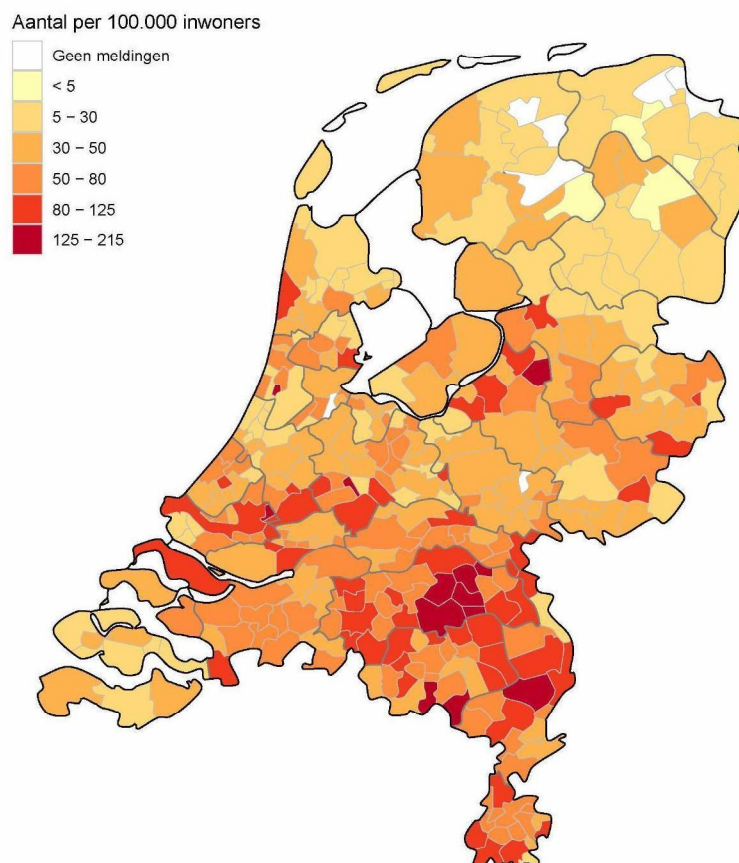 Aantal per 100.000 inwoners
Geen meldingen
< 5
5 – 30
30 – 50
50 – 80
80 – 125
125 – 215